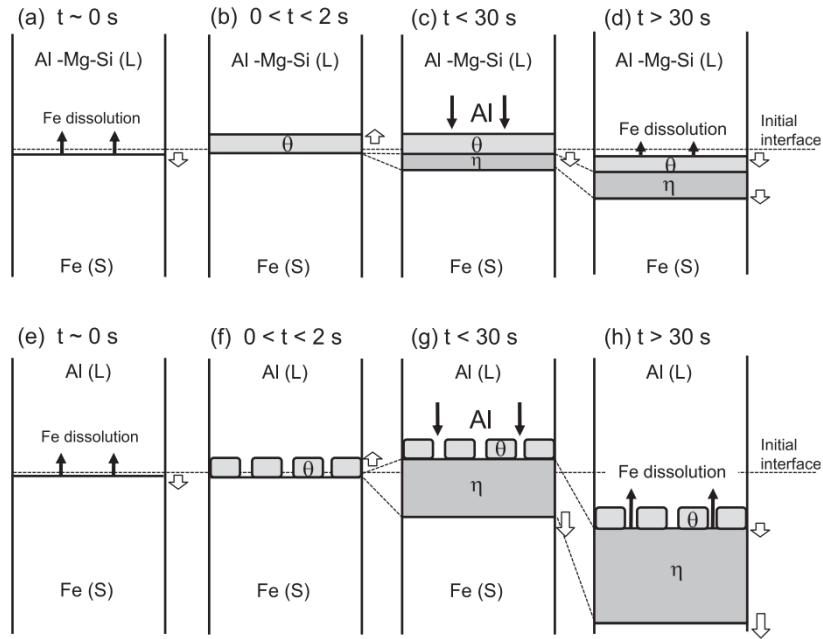 (a) t ~ 0 s
(b) 0 < t < 2 s
(c) t < 30 s
(d) t > 30 s
Al -Mg-Si (L)
Al -Mg-Si (L)
Al -Mg-Si (L)
Al -Mg-Si (L)
Fe dissolution
Al
Fe dissolution
Initial
interface
θ
θ
η
θ
η
Fe (S)
Fe (S)
Fe (S)
Fe (S)
(e) t ~ 0 s
(f) 0 < t < 2 s
(g) t < 30 s
(h) t > 30 s
Al (L)
Al (L)
Al (L)
Al (L)
Fe dissolution
Al
Initial
interface
θ
θ
Fe dissolution
η
θ
η
Fe (S)
Fe (S)
Fe (S)